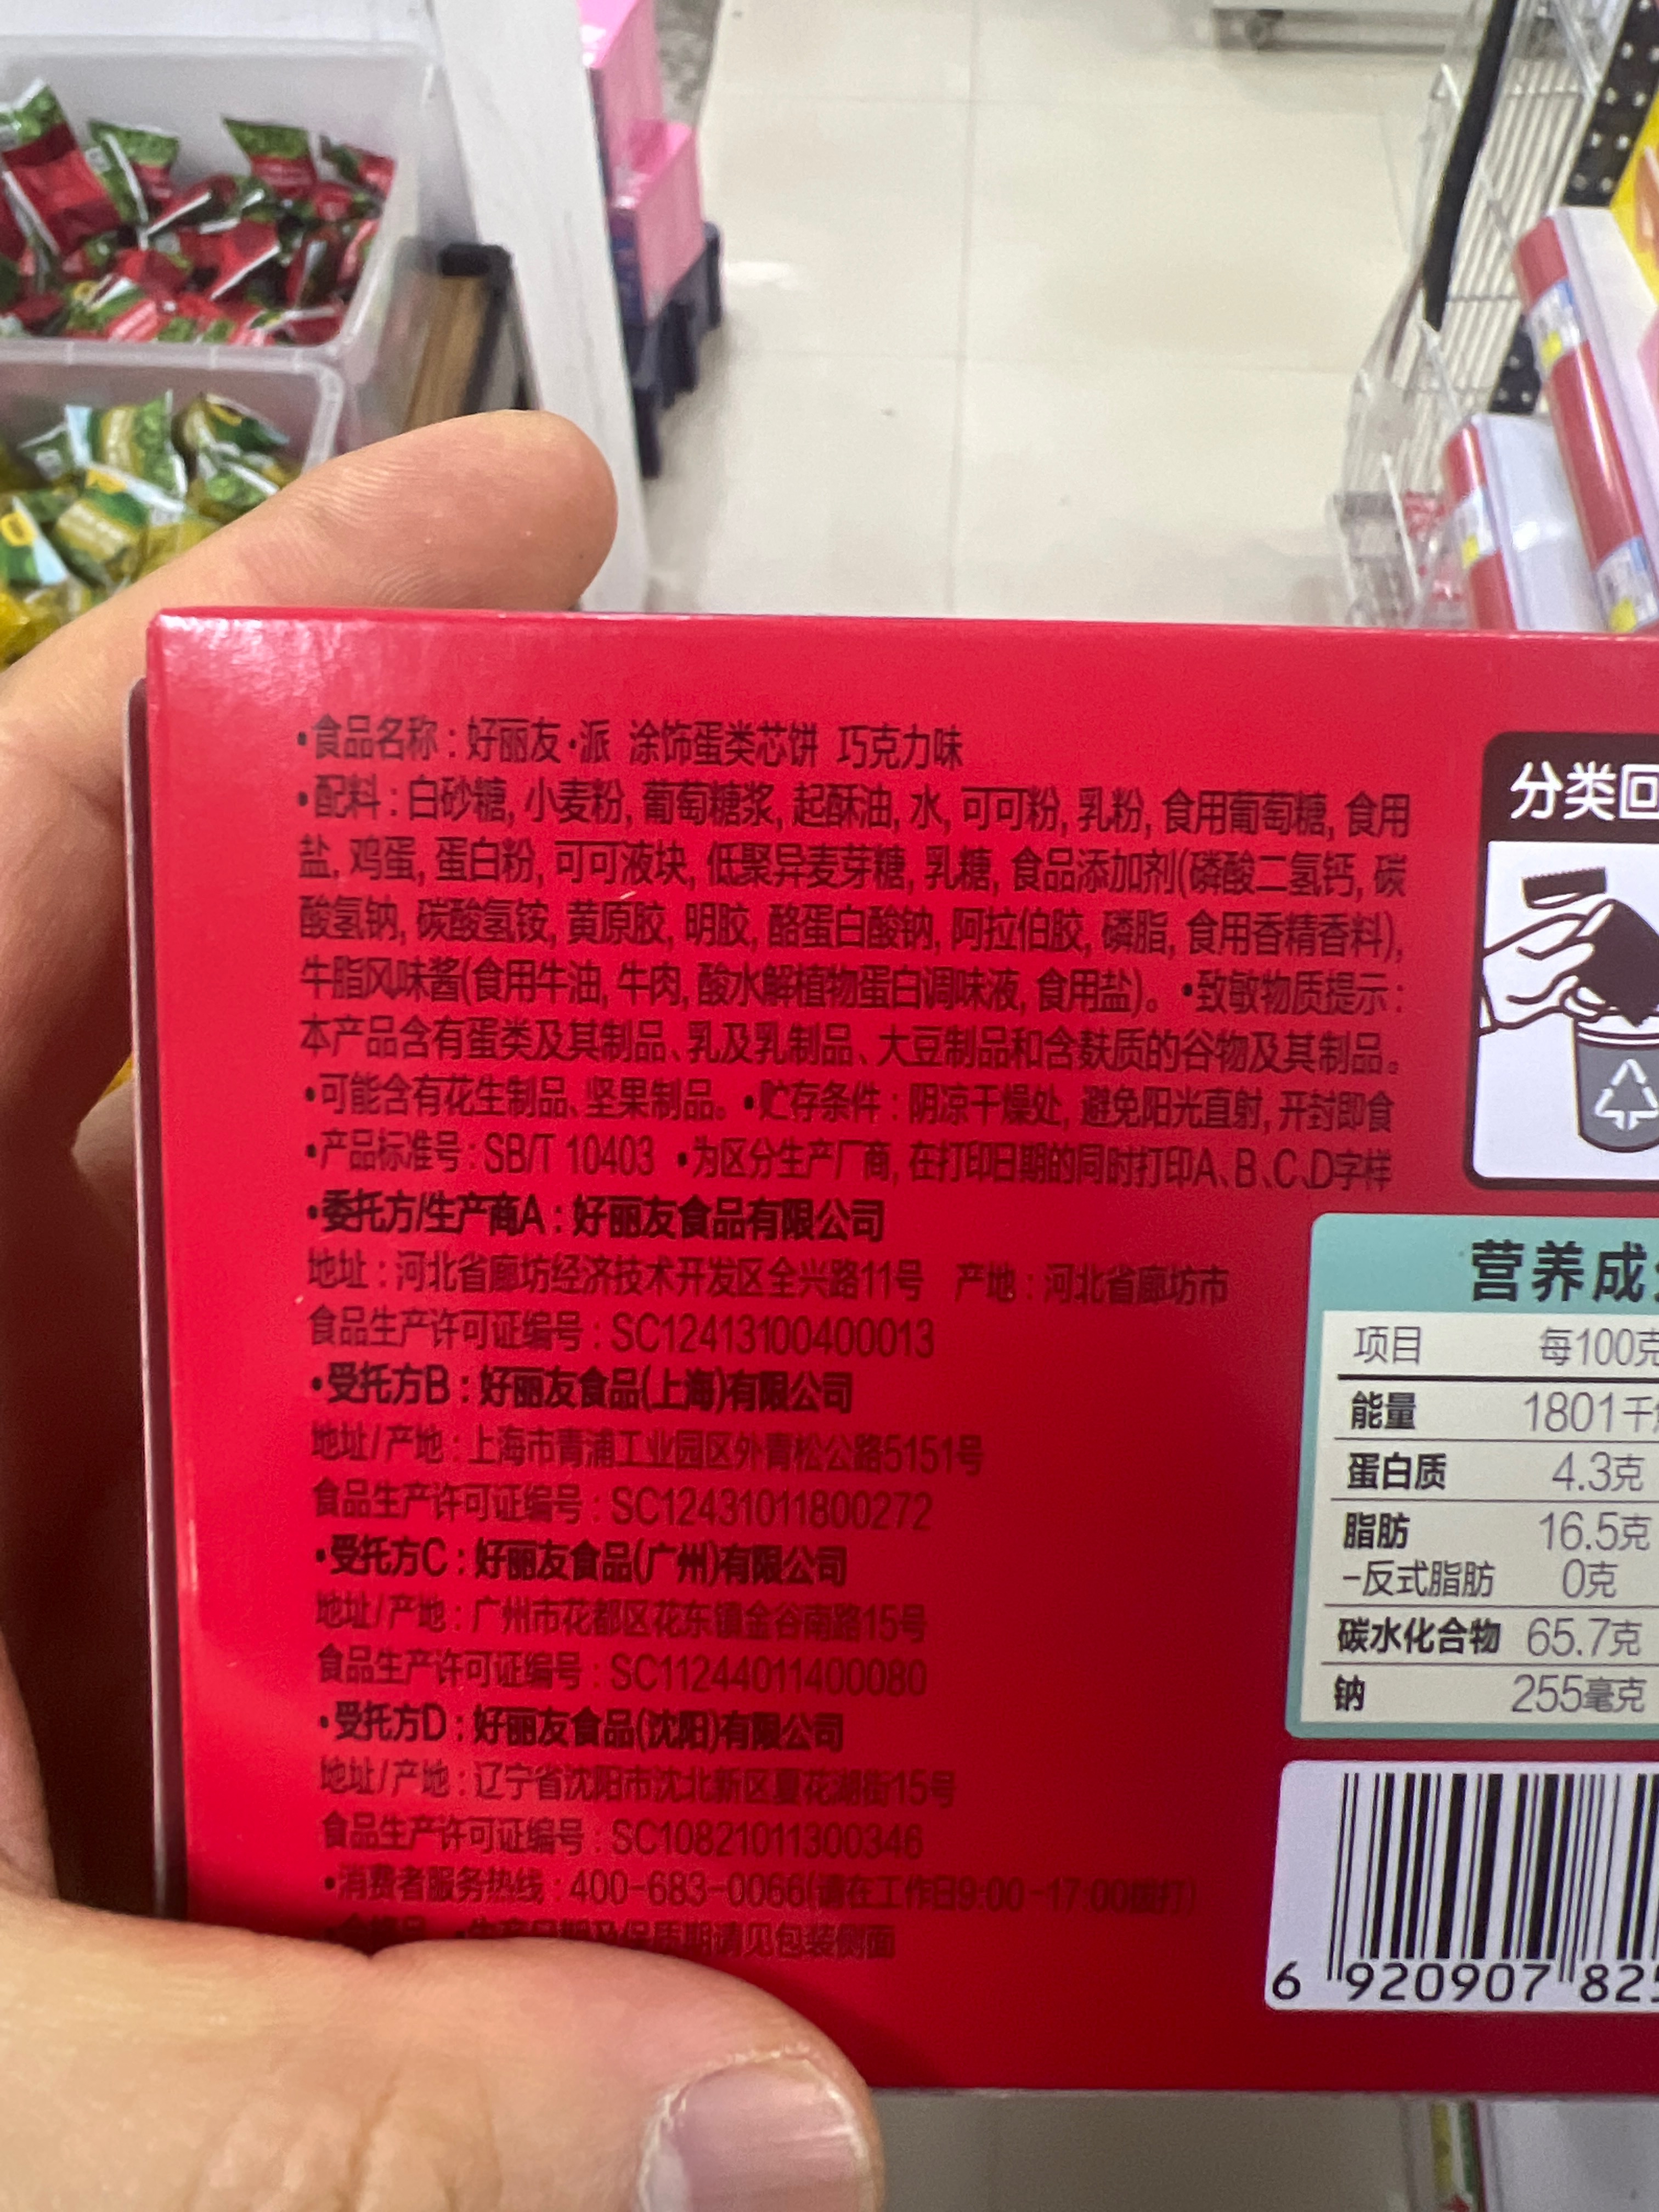 •食品名称：好丽友·派 涂饰蛋类芯饼 巧克力味
•配料：白砂糖, 小麦粉, 葡萄糖浆, 起酥油, 水, 可可粉, 乳粉, 食用葡萄糖, 食用
盐, 鸡蛋, 蛋白粉, 可可液块, 低聚异麦芽糖, 乳糖, 食品添加剂(磷酸二氢钙, 碳
酸氢钠, 碳酸氢铵, 黄原胶, 明胶, 酪蛋白酸钠, 阿拉伯胶, 磷脂, 食用香精香料),
牛脂风味酱(食用牛油, 牛肉, 酸水解植物蛋白调味液, 食用盐)。•致敏物质提示：
本产品含有蛋类及其制品、乳及乳制品、大豆制品和含麸质的谷物及其制品。
•可能含有花生制品、坚果制品。•贮存条件：阴凉干燥处, 避免阳光直射, 开封即食
•产品标准号：SB/T 10403 •为区分生产厂商, 在打印日期的同时打印A、B、C、D字样
•委托方/生产商A：好丽友食品有限公司
地址：河北省廊坊经济技术开发区全兴路11号 产地：河北省廊坊市
食品生产许可证编号：SC12413100400013
•受托方B：好丽友食品(上海)有限公司
地址/产地：上海市青浦工业园区外青松公路5151号
食品生产许可证编号：SC12431011800272
•受托方C：好丽友食品(广州)有限公司
地址/产地：广州市花都区花东镇金谷南路15号
食品生产许可证编号：SC11244011400080
•受托方D：好丽友食品(沈阳)有限公司
地址/产地：辽宁省沈阳市沈北新区夏花湖街15号
食品生产许可证编号：SC10821011300346
•消费者服务热线：400-683-0066(请在工作日9:00-17:00拨打)
生产日期及保质期请见包装侧面
分类回
营养成
项目 每100克
能量 1801千
蛋白质 4.3克
脂肪 16.5克
-反式脂肪 0克
碳水化合物 65.7克
钠 255毫克
6 920907 82